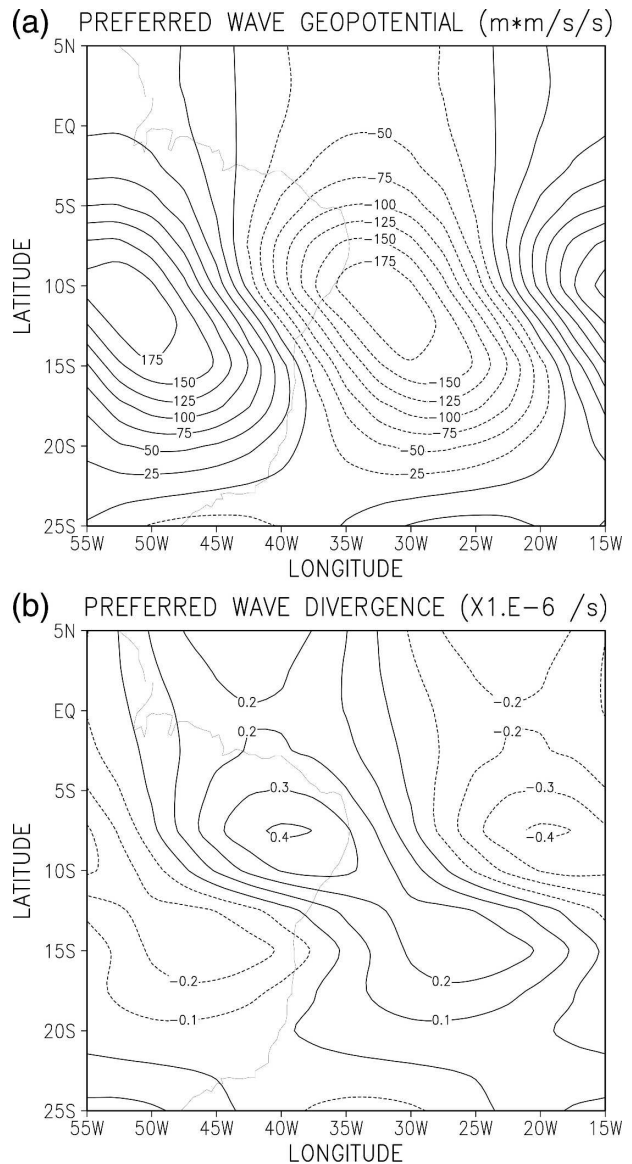 (a) PREFERRED WAVE GEOPOTENTIAL (m*m/s/s)
5N
EQ
5S
10S
15S
20S
25S
LATITUDE
-50
-75
-100
-125
-150
-175
175
150
125
100
75
50
25
-150
-125
-100
-75
-50
-25
55W 50W 45W 40W 35W 30W 25W 20W 15W
LONGITUDE
(b) PREFERRED WAVE DIVERGENCE (X1.E-6 /s)
5N
EQ
5S
10S
15S
20S
25S
LATITUDE
0.2
-0.2
0.2
-0.2
0.3
-0.3
0.4
-0.4
-0.2
0.2
-0.1
0.1
55W 50W 45W 40W 35W 30W 25W 20W 15W
LONGITUDE